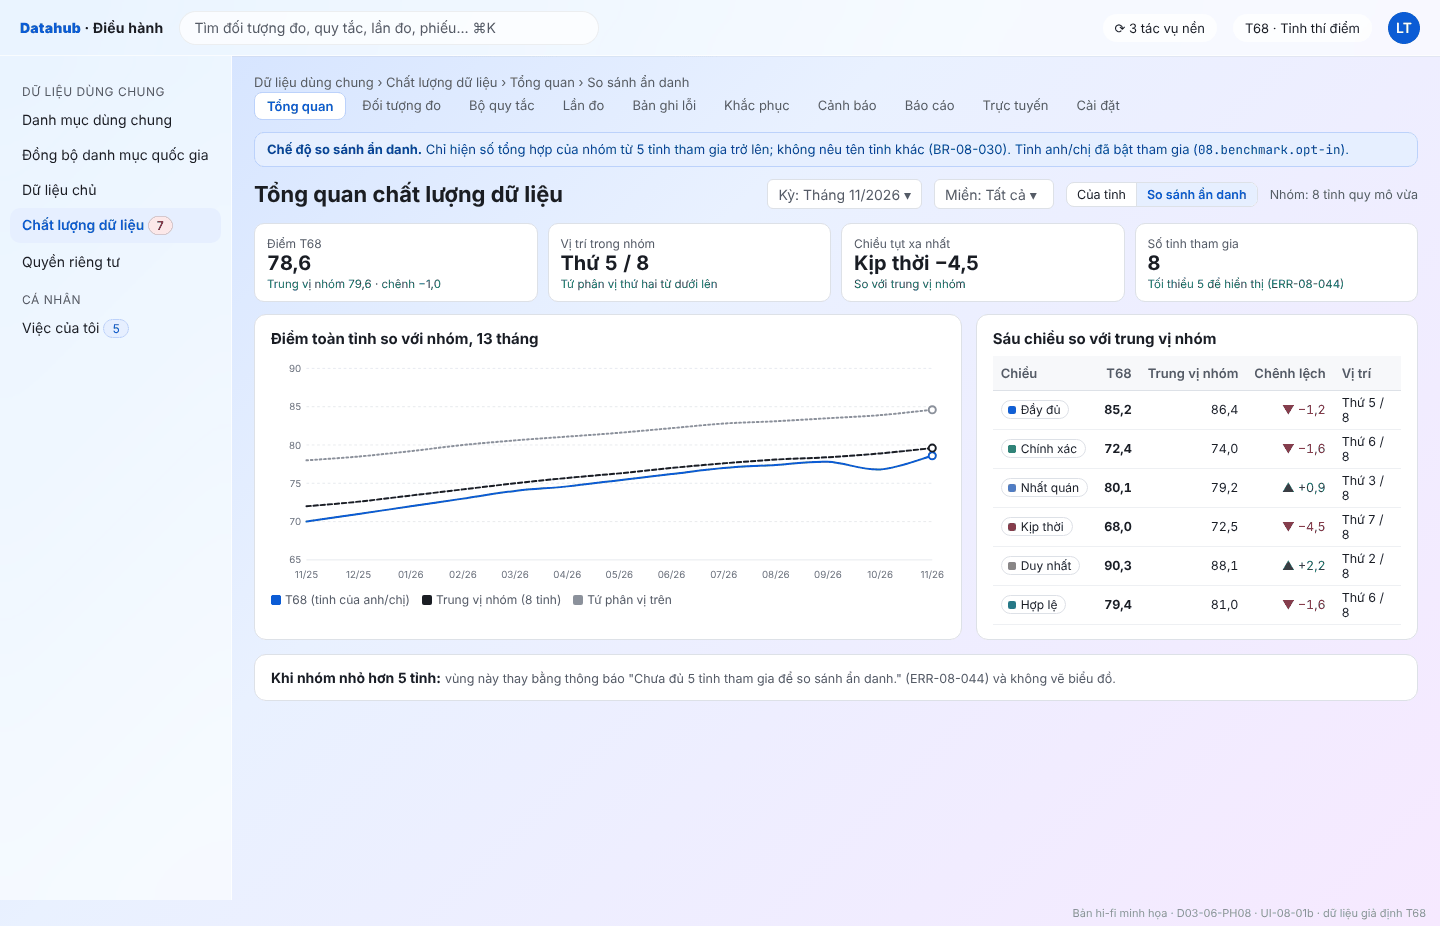 Datahub · Điều hành
Tìm đối tượng đo, quy tắc, lần đo, phiếu... ⌘K
⟳ 3 tác vụ nền
T68 · Tỉnh thí điểm
LT
DỮ LIỆU DÙNG CHUNG
Danh mục dùng chung
Đồng bộ danh mục quốc gia
Dữ liệu chủ
Chất lượng dữ liệu 7
Quyền riêng tư
CÁ NHÂN
Việc của tôi 5
Dữ liệu dùng chung › Chất lượng dữ liệu › Tổng quan › So sánh ẩn danh
Tổng quan Đối tượng đo Bộ quy tắc Lần đo Bản ghi lỗi Khắc phục Cảnh báo Báo cáo Trực tuyến Cài đặt
Chế độ so sánh ẩn danh. Chỉ hiện số tổng hợp của nhóm từ 5 tỉnh tham gia trở lên; không nêu tên tỉnh khác (BR-08-030). Tỉnh anh/chị đã bật tham gia (08.benchmark.opt-in).
Tổng quan chất lượng dữ liệu
Kỳ: Tháng 11/2026 ▾
Miền: Tất cả ▾
Của tỉnh
So sánh ẩn danh
Nhóm: 8 tỉnh quy mô vừa
Điểm T68
78,6
Trung vị nhóm 79,6 · chênh −1,0
Vị trí trong nhóm
Thứ 5 / 8
Tứ phân vị thứ hai từ dưới lên
Chiều tụt xa nhất
Kịp thời −4,5
So với trung vị nhóm
Số tỉnh tham gia
8
Tối thiểu 5 để hiển thị (ERR-08-044)
Điểm toàn tỉnh so với nhóm, 13 tháng
90
85
80
75
70
65
11/25 12/25 01/26 02/26 03/26 04/26 05/26 06/26 07/26 08/26 09/26 10/26 11/26
T68 (tỉnh của anh/chị) Trung vị nhóm (8 tỉnh) Tứ phân vị trên
Sáu chiều so với trung vị nhóm
Chiều T68 Trung vị nhóm Chênh lệch Vị trí
Đầy đủ 85,2 86,4 ▼ −1,2 Thứ 5 /
8
Chính xác 72,4 74,0 ▼ −1,6 Thứ 6 /
8
Nhất quán 80,1 79,2 ▲ +0,9 Thứ 3 /
8
Kịp thời 68,0 72,5 ▼ −4,5 Thứ 7 /
8
Duy nhất 90,3 88,1 ▲ +2,2 Thứ 2 /
8
Hợp lệ 79,4 81,0 ▼ −1,6 Thứ 6 /
8
Khi nhóm nhỏ hơn 5 tỉnh: vùng này thay bằng thông báo "Chưa đủ 5 tỉnh tham gia để so sánh ẩn danh." (ERR-08-044) và không vẽ biểu đồ.
Bản hi-fi minh họa · D03-06-PH08 · UI-08-01b · dữ liệu giả định T68